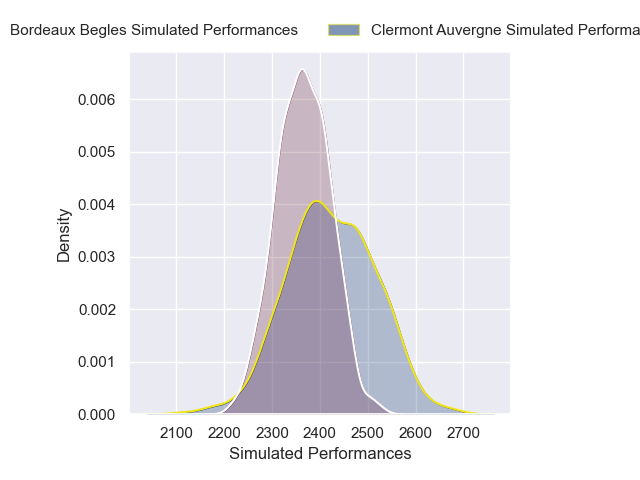 Bordeaux Begles Simulated Performances
Clermont Auvergne Simulated Performa
0.006
0.005
0.004
0.003
0.002
0.001
0.000
Density
2100 2200 2300 2400 2500 2600 2700
Simulated Performances